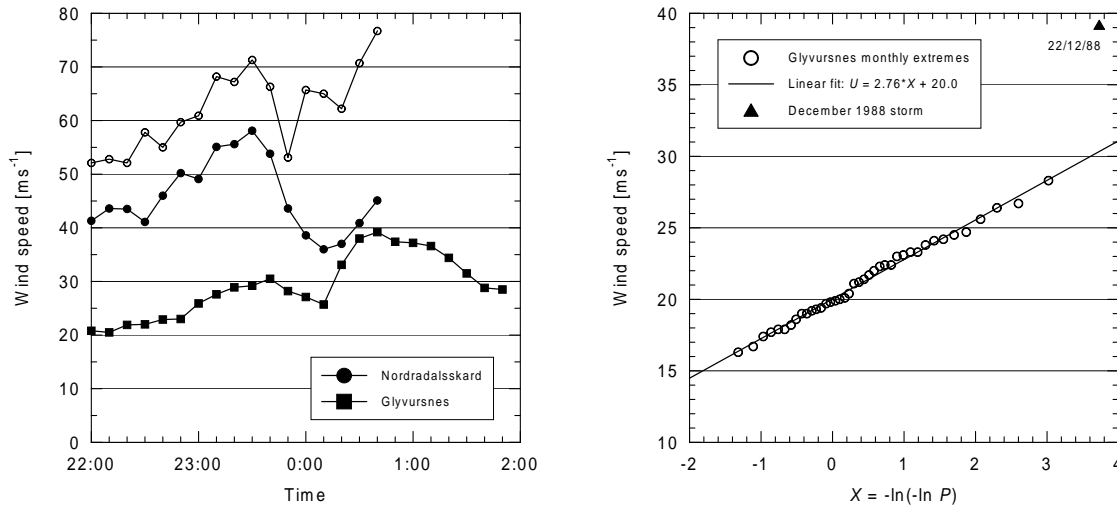 80
70
60
50
40
30
20
10
0
Wind speed [ms⁻¹]
Nordradalsskard
Glyvursnes
22:00 23:00 0:00 1:00 2:00
Time
40
35
30
25
20
15
10
Wind speed [ms⁻¹]
Glyvursnes monthly extremes
Linear fit: U = 2.76*X + 20.0
December 1988 storm
22/12/88
-2 -1 0 1 2 3 4
X = -ln(-ln P)